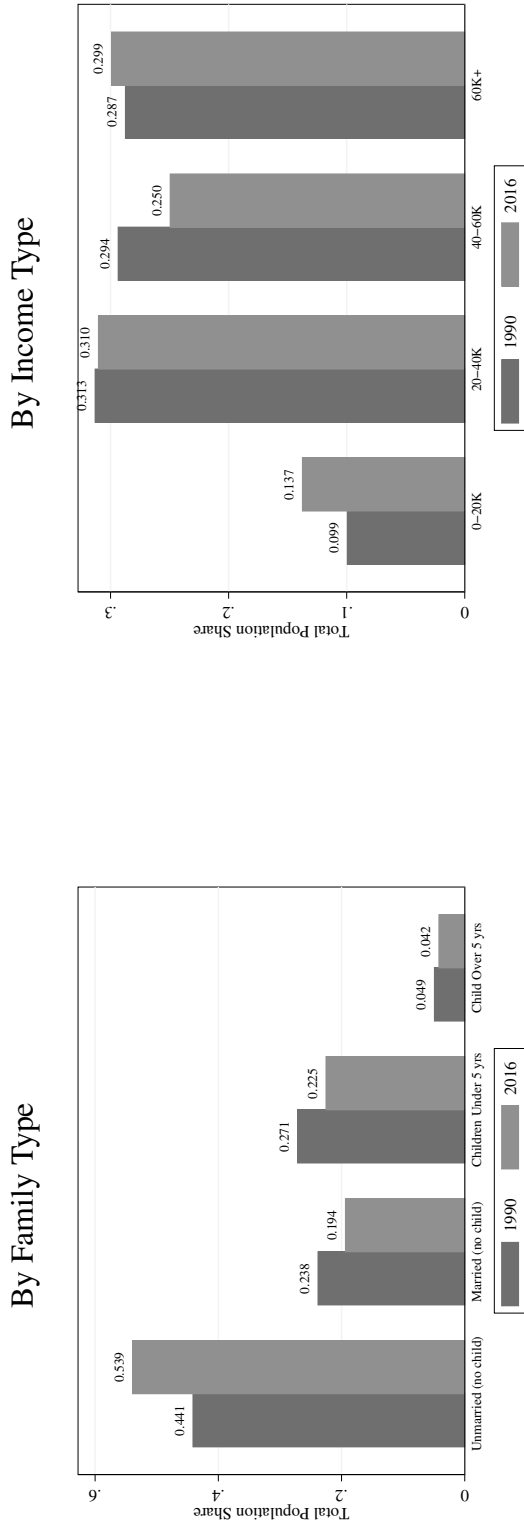 By Family Type
Total Population Share
.6
.4
.2
0
0.441
0.539
0.238
0.194
0.271
0.225
0.049
0.042
Unmarried (no child)
Married (no child)
Children Under 5 yrs
Child Over 5 yrs
1990
2016
By Income Type
Total Population Share
.3
.2
.1
0
0.099
0.137
0.313
0.310
0.294
0.250
0.287
0.299
0−20K
20−40K
40−60K
60K+
1990
2016